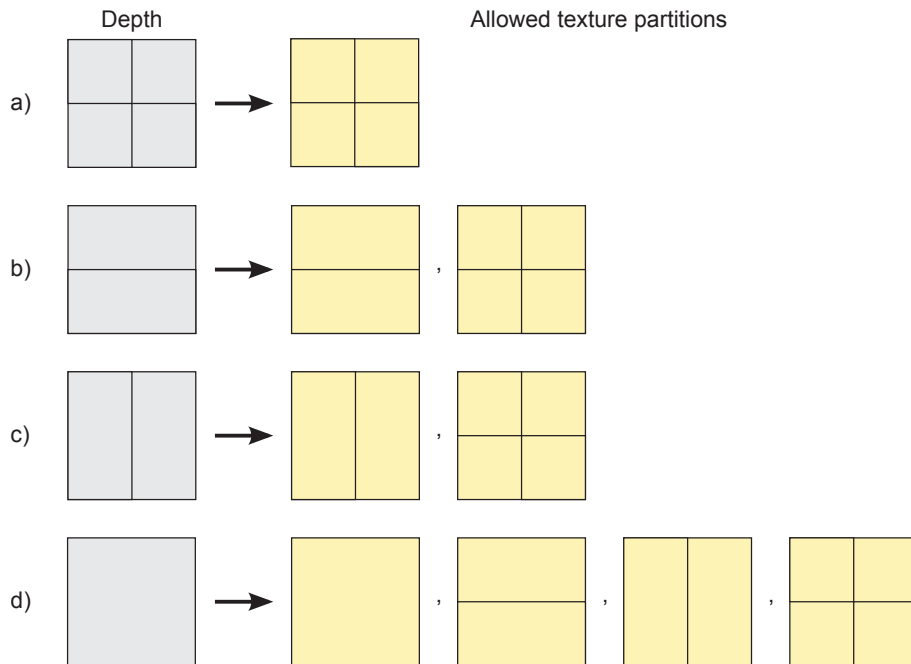 Depth Allowed texture partitions
a)
b) ,
c) ,
d) , , ,